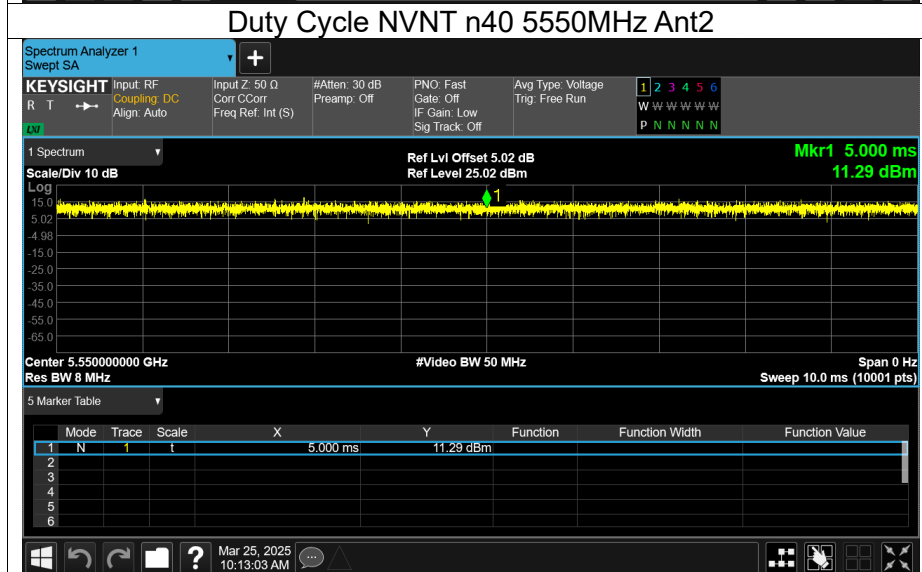 Duty Cycle NVNT n40 5550MHz Ant2
Spectrum Analyzer 1
Swept SA
+
KEYSIGHT
R T
LXI
Input: RF
Coupling: DC
Align: Auto
Input Z: 50 Ω
Corr CCorr
Freq Ref: Int (S)
#Atten: 30 dB
Preamp: Off
PNO: Fast
Gate: Off
IF Gain: Low
Sig Track: Off
Avg Type: Voltage
Trig: Free Run
1 2 3 4 5 6
W W W W W W
P N N N N N
1 Spectrum
Scale/Div 10 dB
Ref Lvl Offset 5.02 dB
Ref Level 25.02 dBm
Mkr1 5.000 ms
11.29 dBm
Log
15.0
5.02
-4.98
-15.0
-25.0
-35.0
-45.0
-55.0
-65.0
1
Center 5.550000000 GHz
#Video BW 50 MHz
Span 0 Hz
Res BW 8 MHz
Sweep 10.0 ms (10001 pts)
5 Marker Table
Mode Trace Scale X Y Function Function Width Function Value
1 N 1 t 5.000 ms 11.29 dBm
2
3
4
5
6
?
Mar 25, 2025
10:13:03 AM